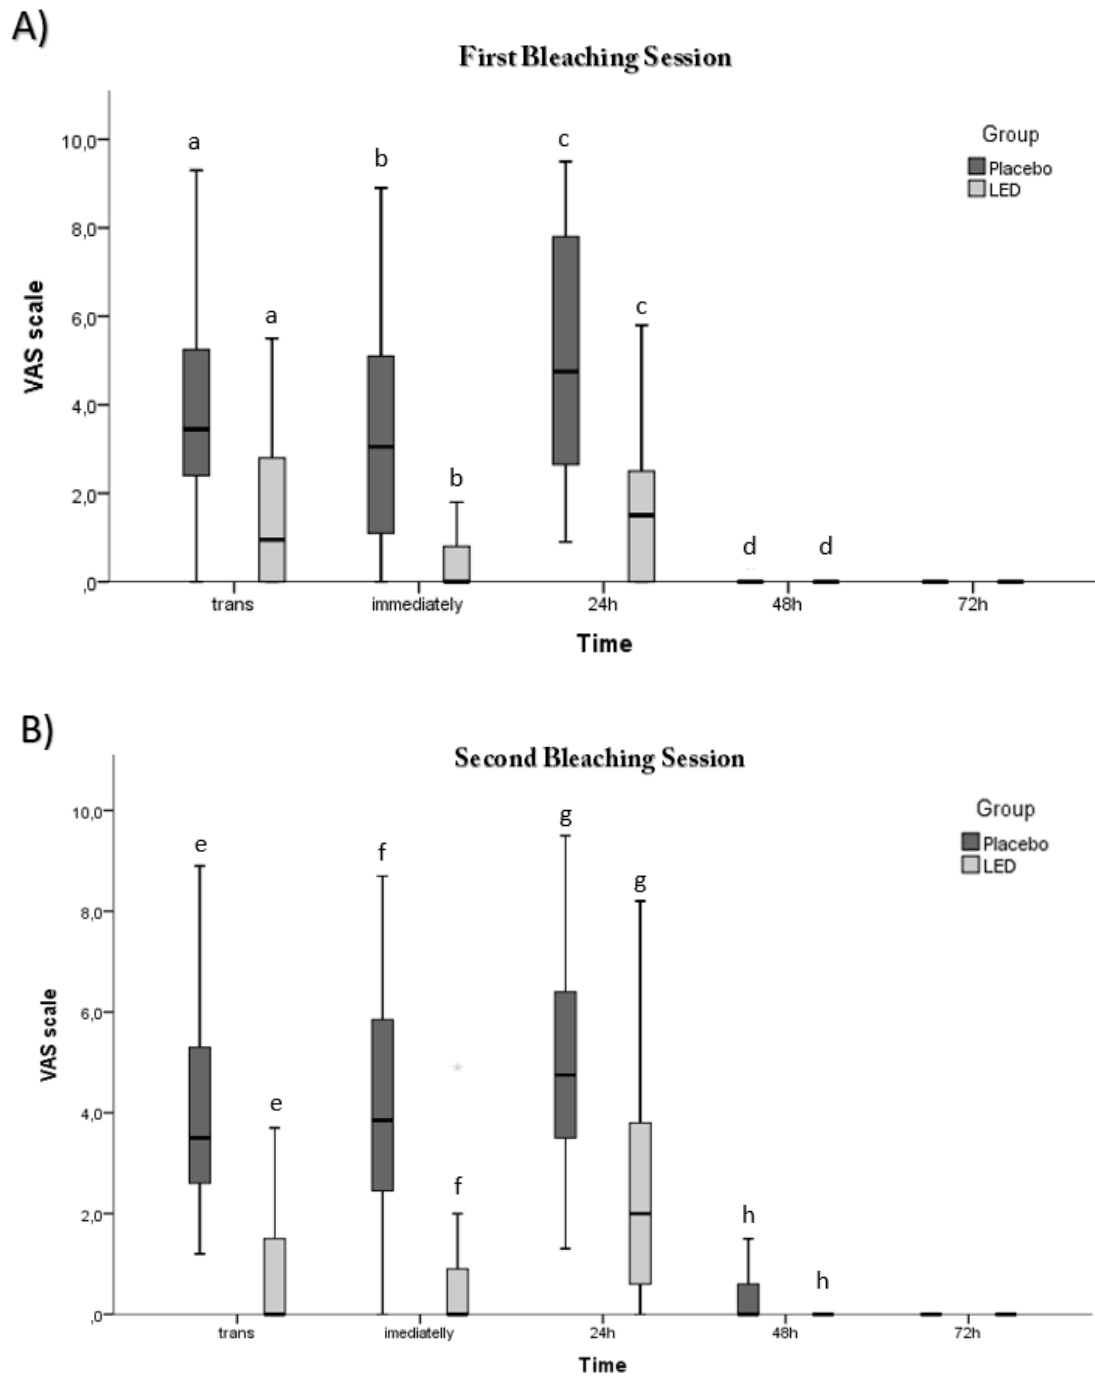 A)
First Bleaching Session
Group
Placebo
LED
VAS scale
10,0
8,0
6,0
4,0
2,0
,0
a
a
b
b
c
c
d
d
trans
immediately
24h
48h
72h
Time
B)
Second Bleaching Session
Group
Placebo
LED
VAS scale
10,0
8,0
6,0
4,0
2,0
,0
e
e
f
f
g
g
h
h
trans
imediatelly
24h
48h
72h
Time